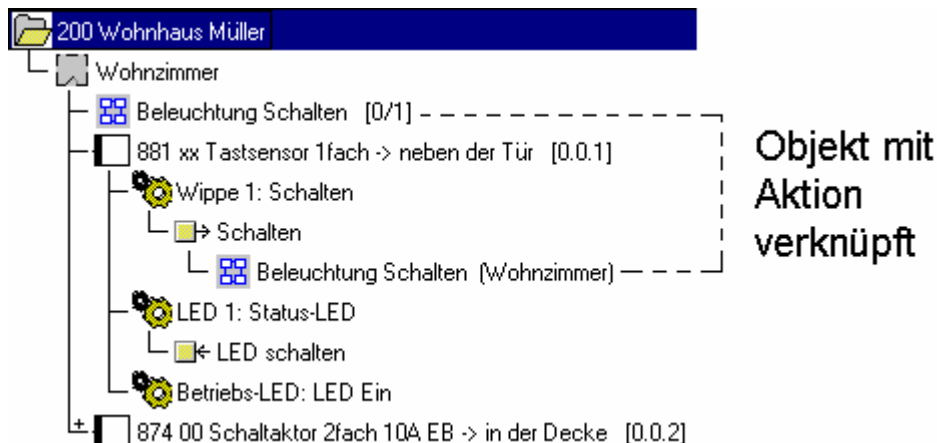 200 Wohnhaus Müller
Wohnzimmer
Beleuchtung Schalten [0/1]
881 xx Tastsensor 1fach -> neben der Tür [0.0.1]
Wippe 1: Schalten
Schalten
Beleuchtung Schalten (Wohnzimmer)
LED 1: Status-LED
LED schalten
Betriebs-LED: LED Ein
874 00 Schaltaktor 2fach 10A EB -> in der Decke [0.0.2]
Objekt mit
Aktion
verknüpft